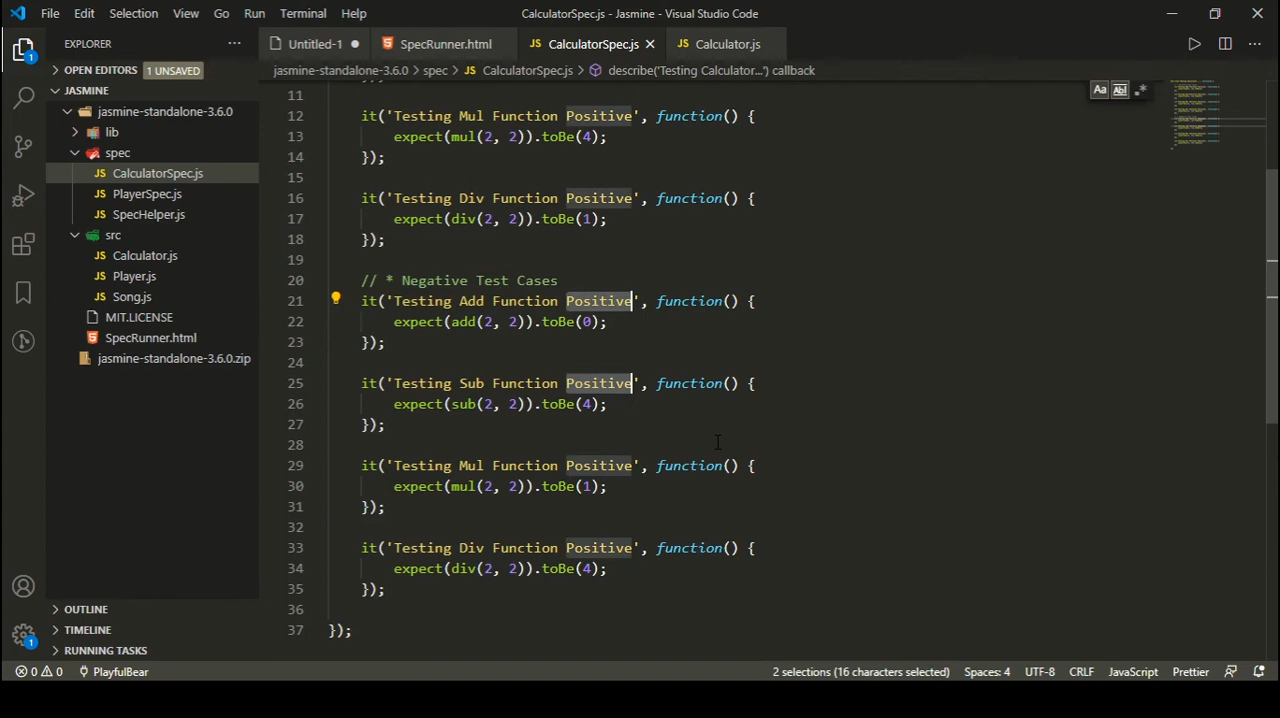 File Edit Selection View Go Run Terminal Help
CalculatorSpec.js - Jasmine - Visual Studio Code
EXPLORER
Untitled-1
SpecRunner.html
CalculatorSpec.js
Calculator.js
OPEN EDITORS 1 UNSAVED
JASMINE
jasmine-standalone-3.6.0
lib
spec
CalculatorSpec.js
PlayerSpec.js
SpecHelper.js
src
Calculator.js
Player.js
Song.js
MIT.LICENSE
SpecRunner.html
jasmine-standalone-3.6.0.zip
OUTLINE
TIMELINE
RUNNING TASKS
jasmine-standalone-3.6.0 > spec > JS CalculatorSpec.js > describe('Testing Calculator...') callback
11
12 it('Testing Mul Function Positive', function() {
13 expect(mul(2, 2)).toBe(4);
14 });
15
16 it('Testing Div Function Positive', function() {
17 expect(div(2, 2)).toBe(1);
18 });
19
20 // * Negative Test Cases
21 it('Testing Add Function Positive', function() {
22 expect(add(2, 2)).toBe(0);
23 });
24
25 it('Testing Sub Function Positive', function() {
26 expect(sub(2, 2)).toBe(4);
27 });
28
29 it('Testing Mul Function Positive', function() {
30 expect(mul(2, 2)).toBe(1);
31 });
32
33 it('Testing Div Function Positive', function() {
34 expect(div(2, 2)).toBe(4);
35 });
36
37 });
0 0 PlayfulBear 2 selections (16 characters selected) Spaces: 4 UTF-8 CRLF JavaScript Prettier